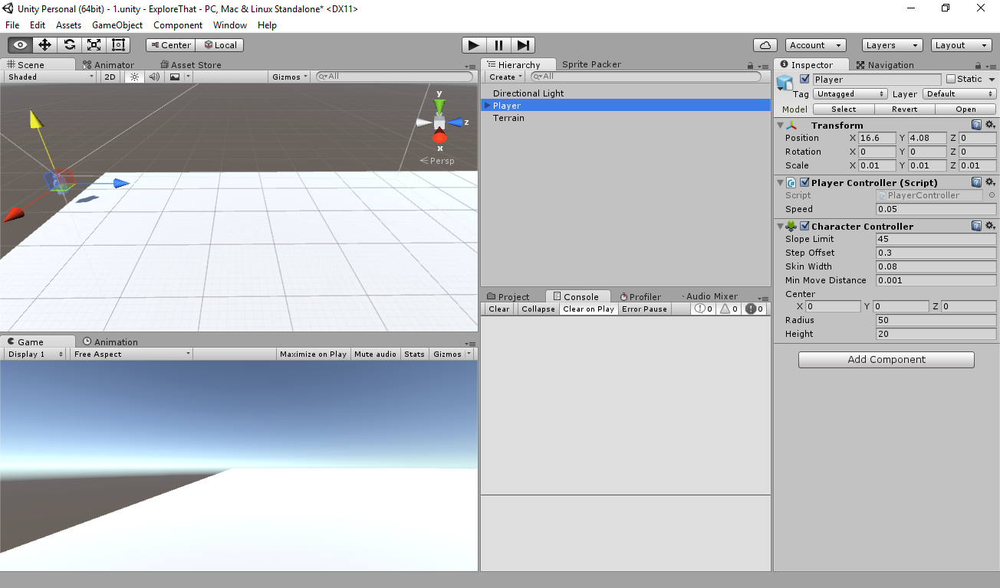 Unity Personal (64bit) - 1.unity - ExploreThat - PC, Mac & Linux Standalone* <DX11>
File Edit Assets GameObject Component Window Help
Center Local
Account Layers Layout
Scene Animator Asset Store
Shaded 2D Gizmos All
y
z
x
Persp
Game Animation
Display 1 Free Aspect Maximize on Play Mute audio Stats Gizmos
Hierarchy Sprite Packer
Create All
Directional Light
Player
Terrain
Project Console Profiler Audio Mixer
Clear Collapse Clear on Play Error Pause 0 0 0
Inspector Navigation
Player Static
Tag Untagged Layer Default
Model Select Revert Open
Transform
Position X 16.6 Y 4.08 Z 0
Rotation X 0 Y 0 Z 0
Scale X 0.01 Y 0.01 Z 0.01
Player Controller (Script)
Script PlayerController
Speed 0.05
Character Controller
Slope Limit 45
Step Offset 0.3
Skin Width 0.08
Min Move Distance 0.001
Center
X 0 Y 0 Z 0
Radius 50
Height 20
Add Component